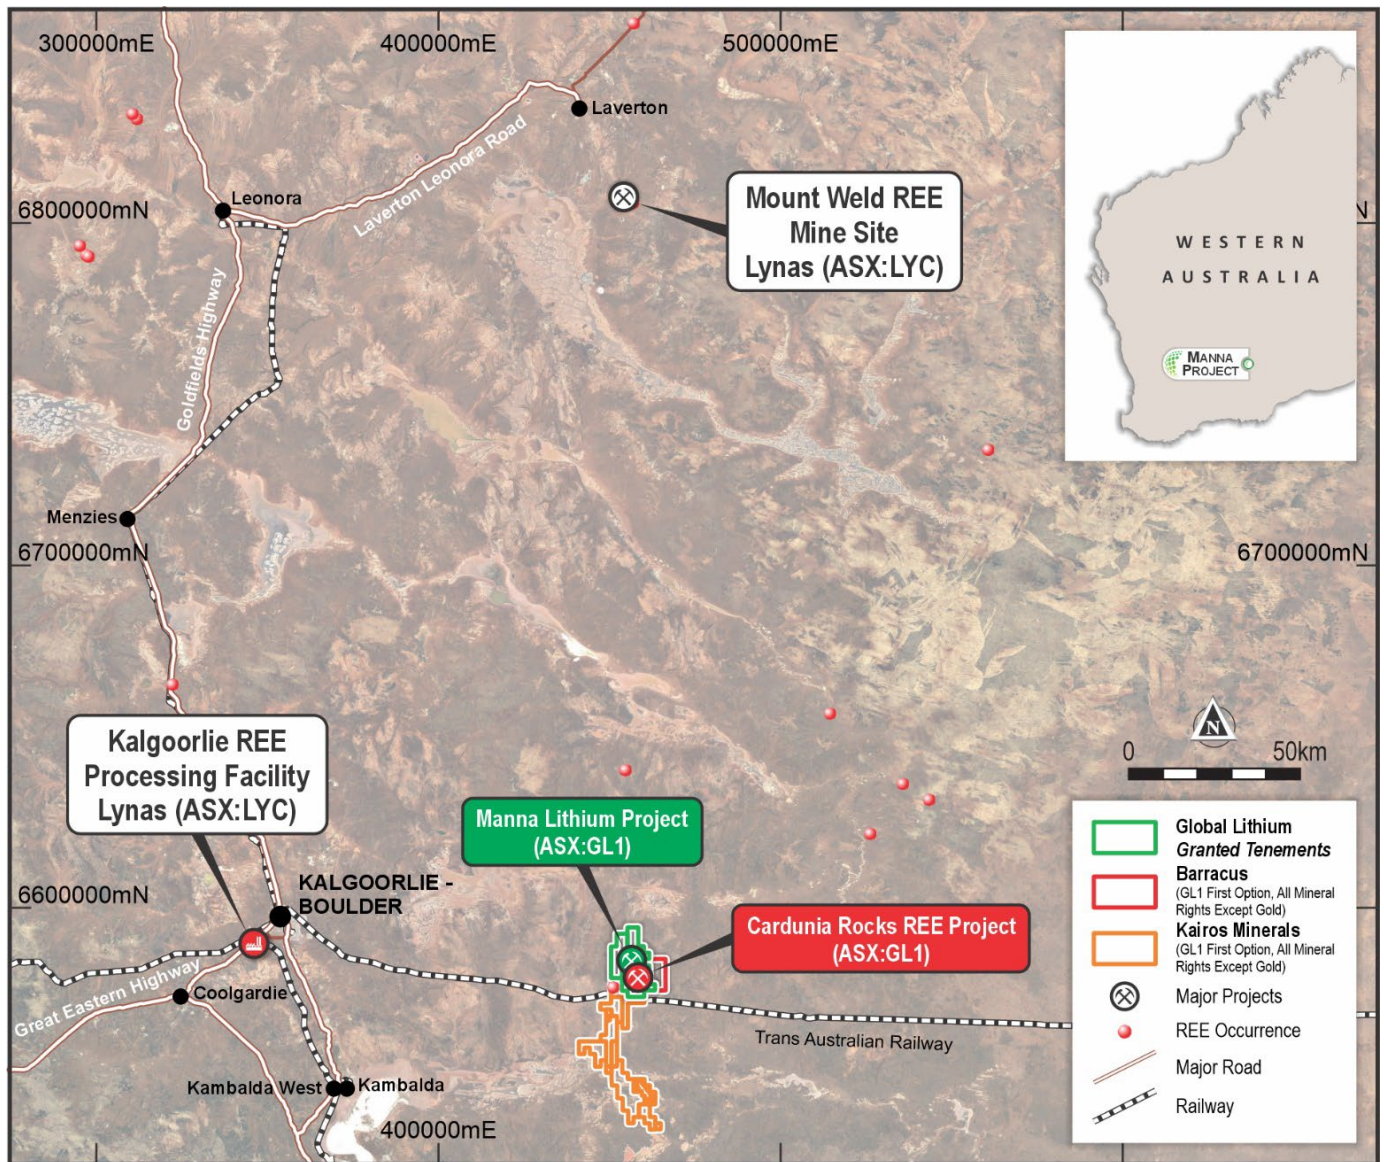 300000mE
400000mE
500000mE
Laverton
Laverton Leonora Road
Leonora
6800000mN
N
Mount Weld REE
Mine Site
Lynas (ASX:LYC)
WESTERN
AUSTRALIA
MANNA
PROJECT
Goldfields Highway
Menzies
6700000mN
6700000mN
Kalgoorlie REE
Processing Facility
Lynas (ASX:LYC)
N
0
50km
Manna Lithium Project
(ASX:GL1)
6600000mN
KALGOORLIE -
BOULDER
Cardunia Rocks REE Project
(ASX:GL1)
Great Eastern Highway
Coolgardie
Trans Australian Railway
Kambalda West
Kambalda
400000mE
Global Lithium
Granted Tenements
Barracus
(GL1 First Option, All Mineral
Rights Except Gold)
Kairos Minerals
(GL1 First Option, All Mineral
Rights Except Gold)
Major Projects
REE Occurrence
Major Road
Railway